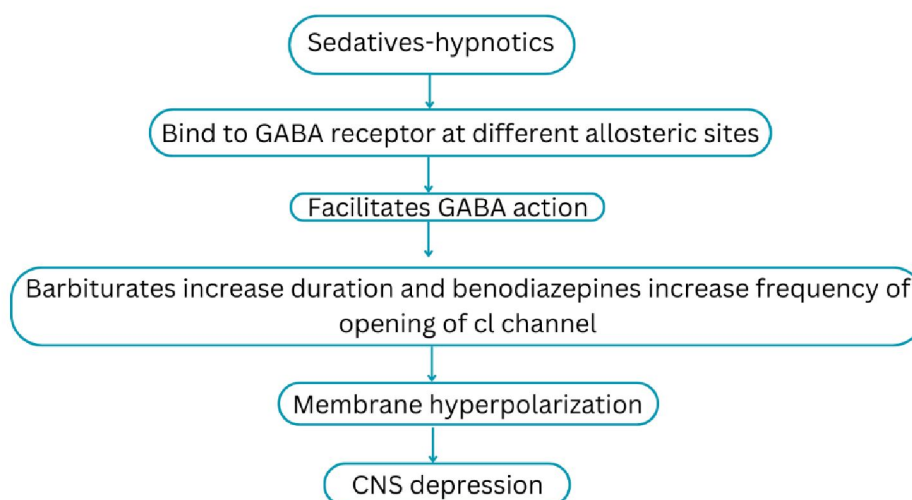 Sedatives-hypnotics
Bind to GABA receptor at different allosteric sites
Facilitates GABA action
Barbiturates increase duration and benodiazepines increase frequency of
opening of cl channel
Membrane hyperpolarization
CNS depression